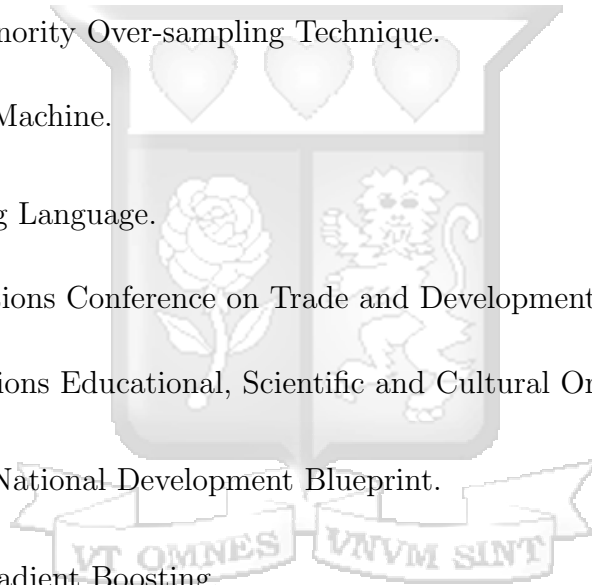 nority Over-sampling Technique.
Machine.
g Language.
tions Conference on Trade and Development
ions Educational, Scientific and Cultural Or
National Development Blueprint.
VT OMNES VNVM SINT
adient Boosting